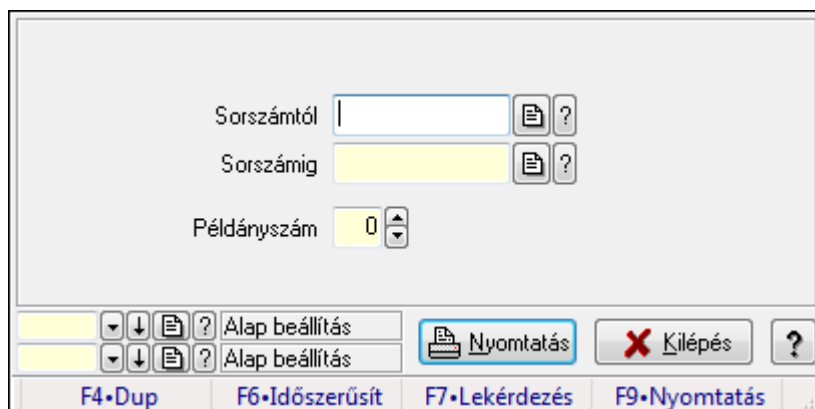 Sorszámtól ?
Sorszámig ?
Példányszám 0
? Alap beállítás
? Alap beállítás
Nyomtatás Kilépés ?
F4•Dup F6•Időszerűsít F7•Lekérdezés F9•Nyomtatás